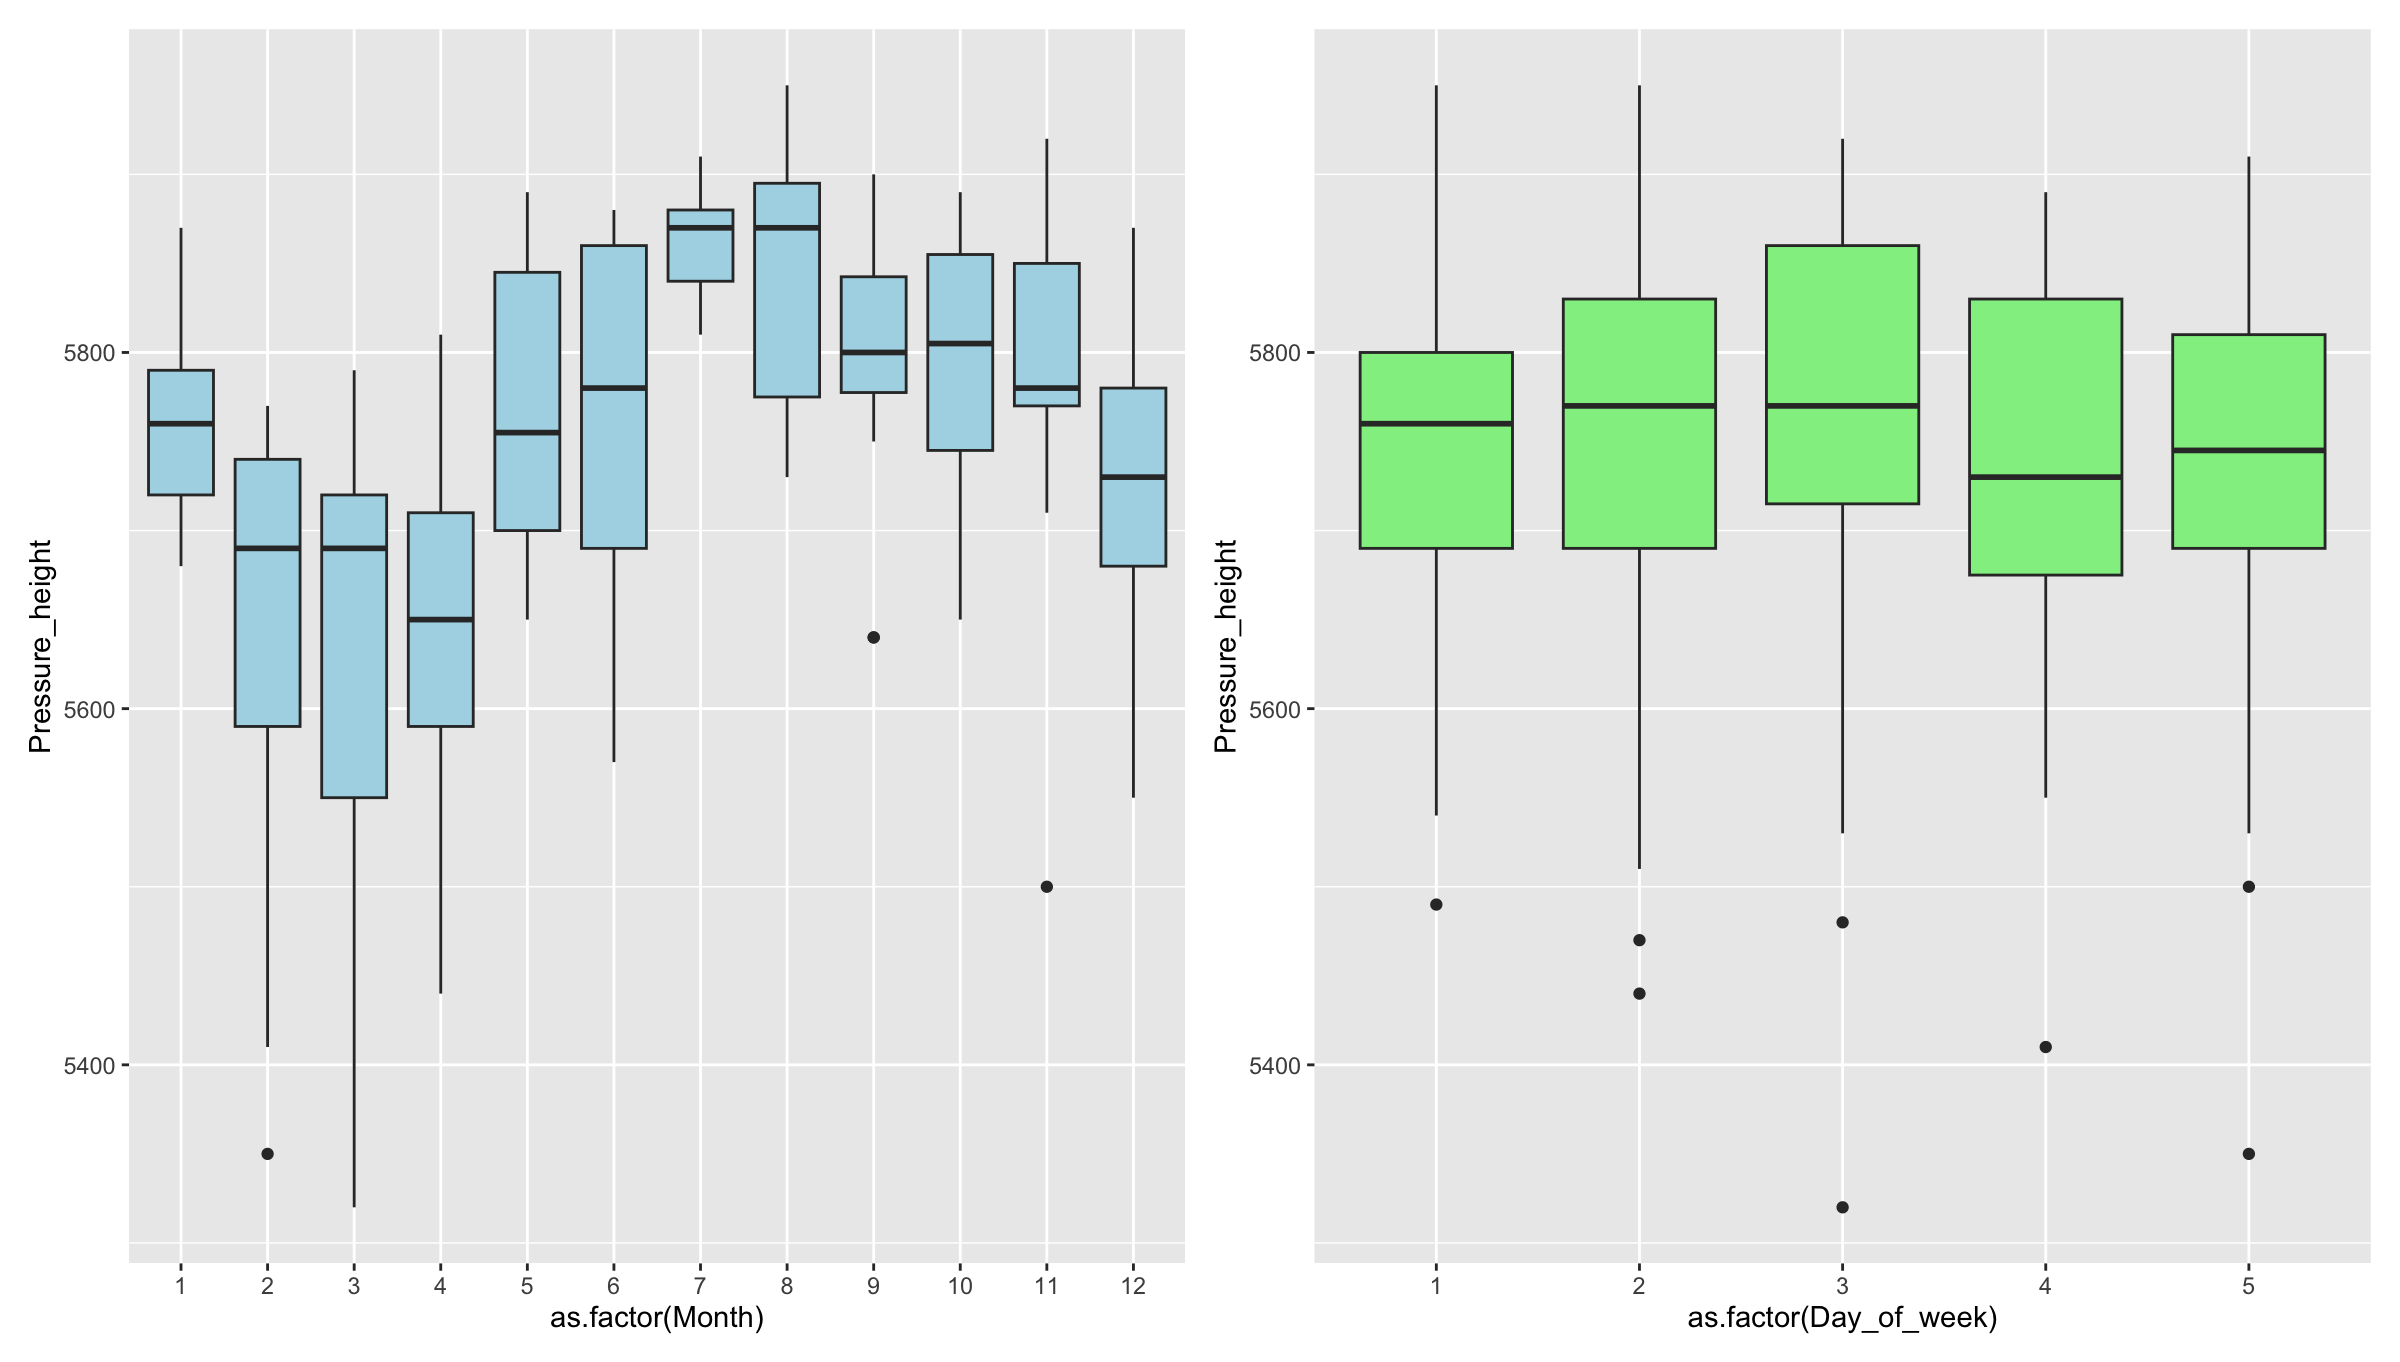 Pressure_height
5800
5600
5400
1 2 3 4 5 6 7 8 9 10 11 12
as.factor(Month)
Pressure_height
5800
5600
5400
1 2 3 4 5
as.factor(Day_of_week)